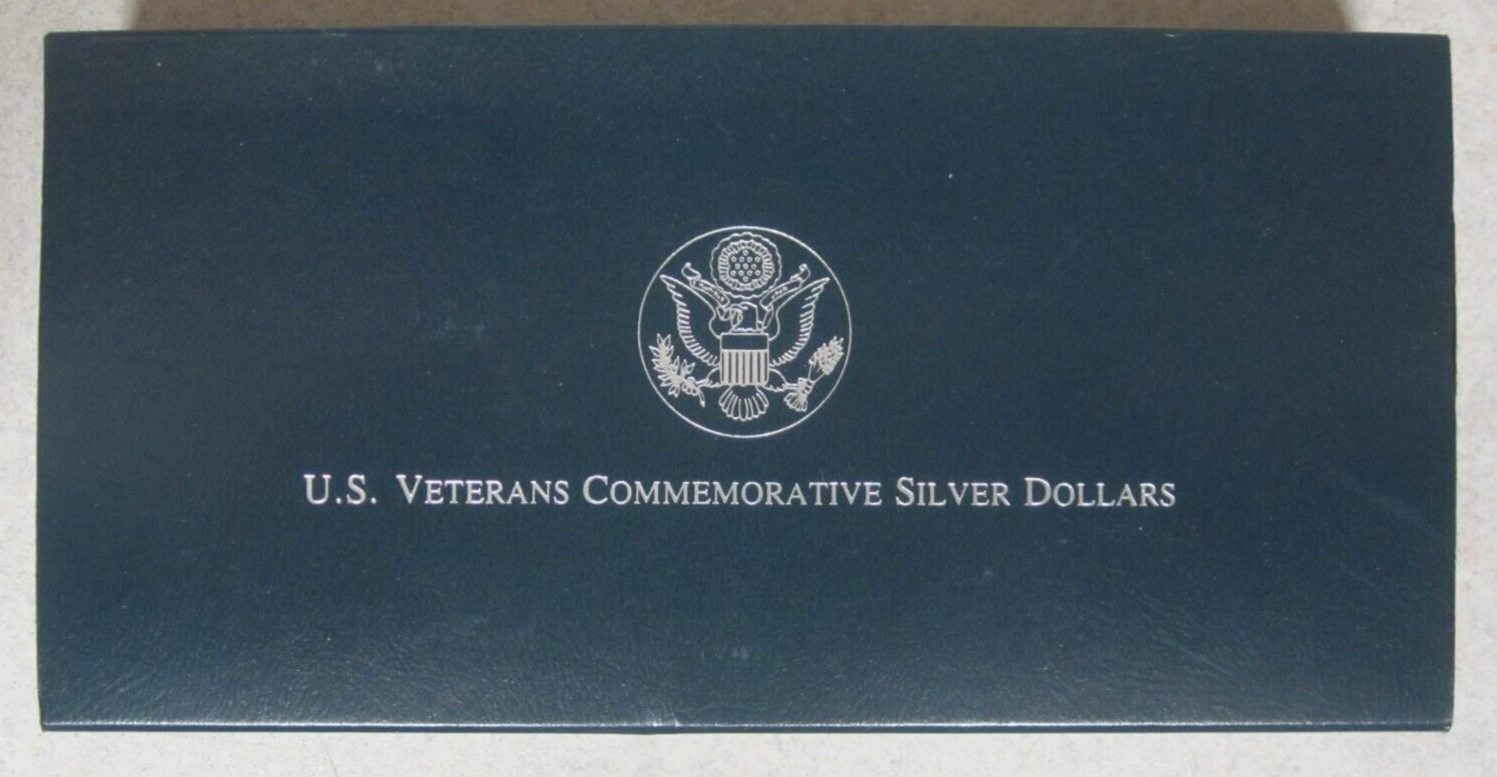 U.S. VETERANS COMMEMORATIVE SILVER DOLLARS